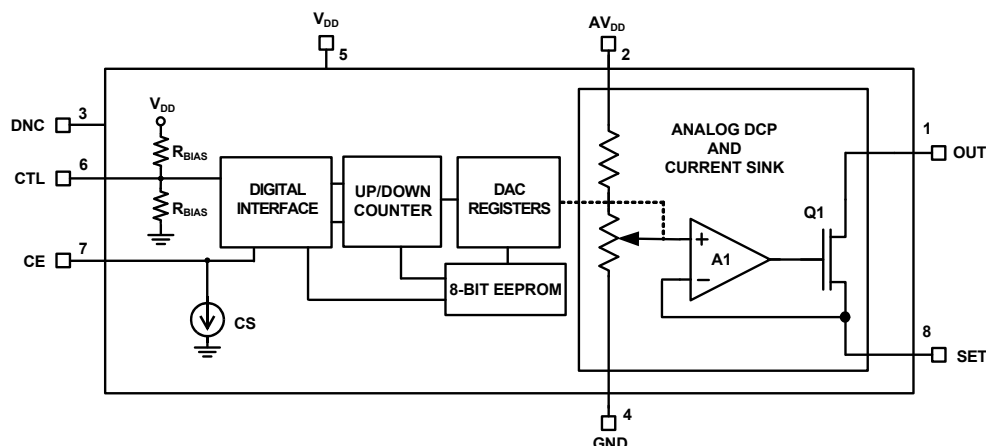 VDD
5
AVDD
2
DNC
3
VDD
RBIAS
CTL
6
RBIAS
CE
7
DIGITAL
INTERFACE
UP/DOWN
COUNTER
DAC
REGISTERS
8-BIT EEPROM
CS
ANALOG DCP
AND
CURRENT SINK
1
OUT
Q1
+
A1
−
8
SET
4
GND